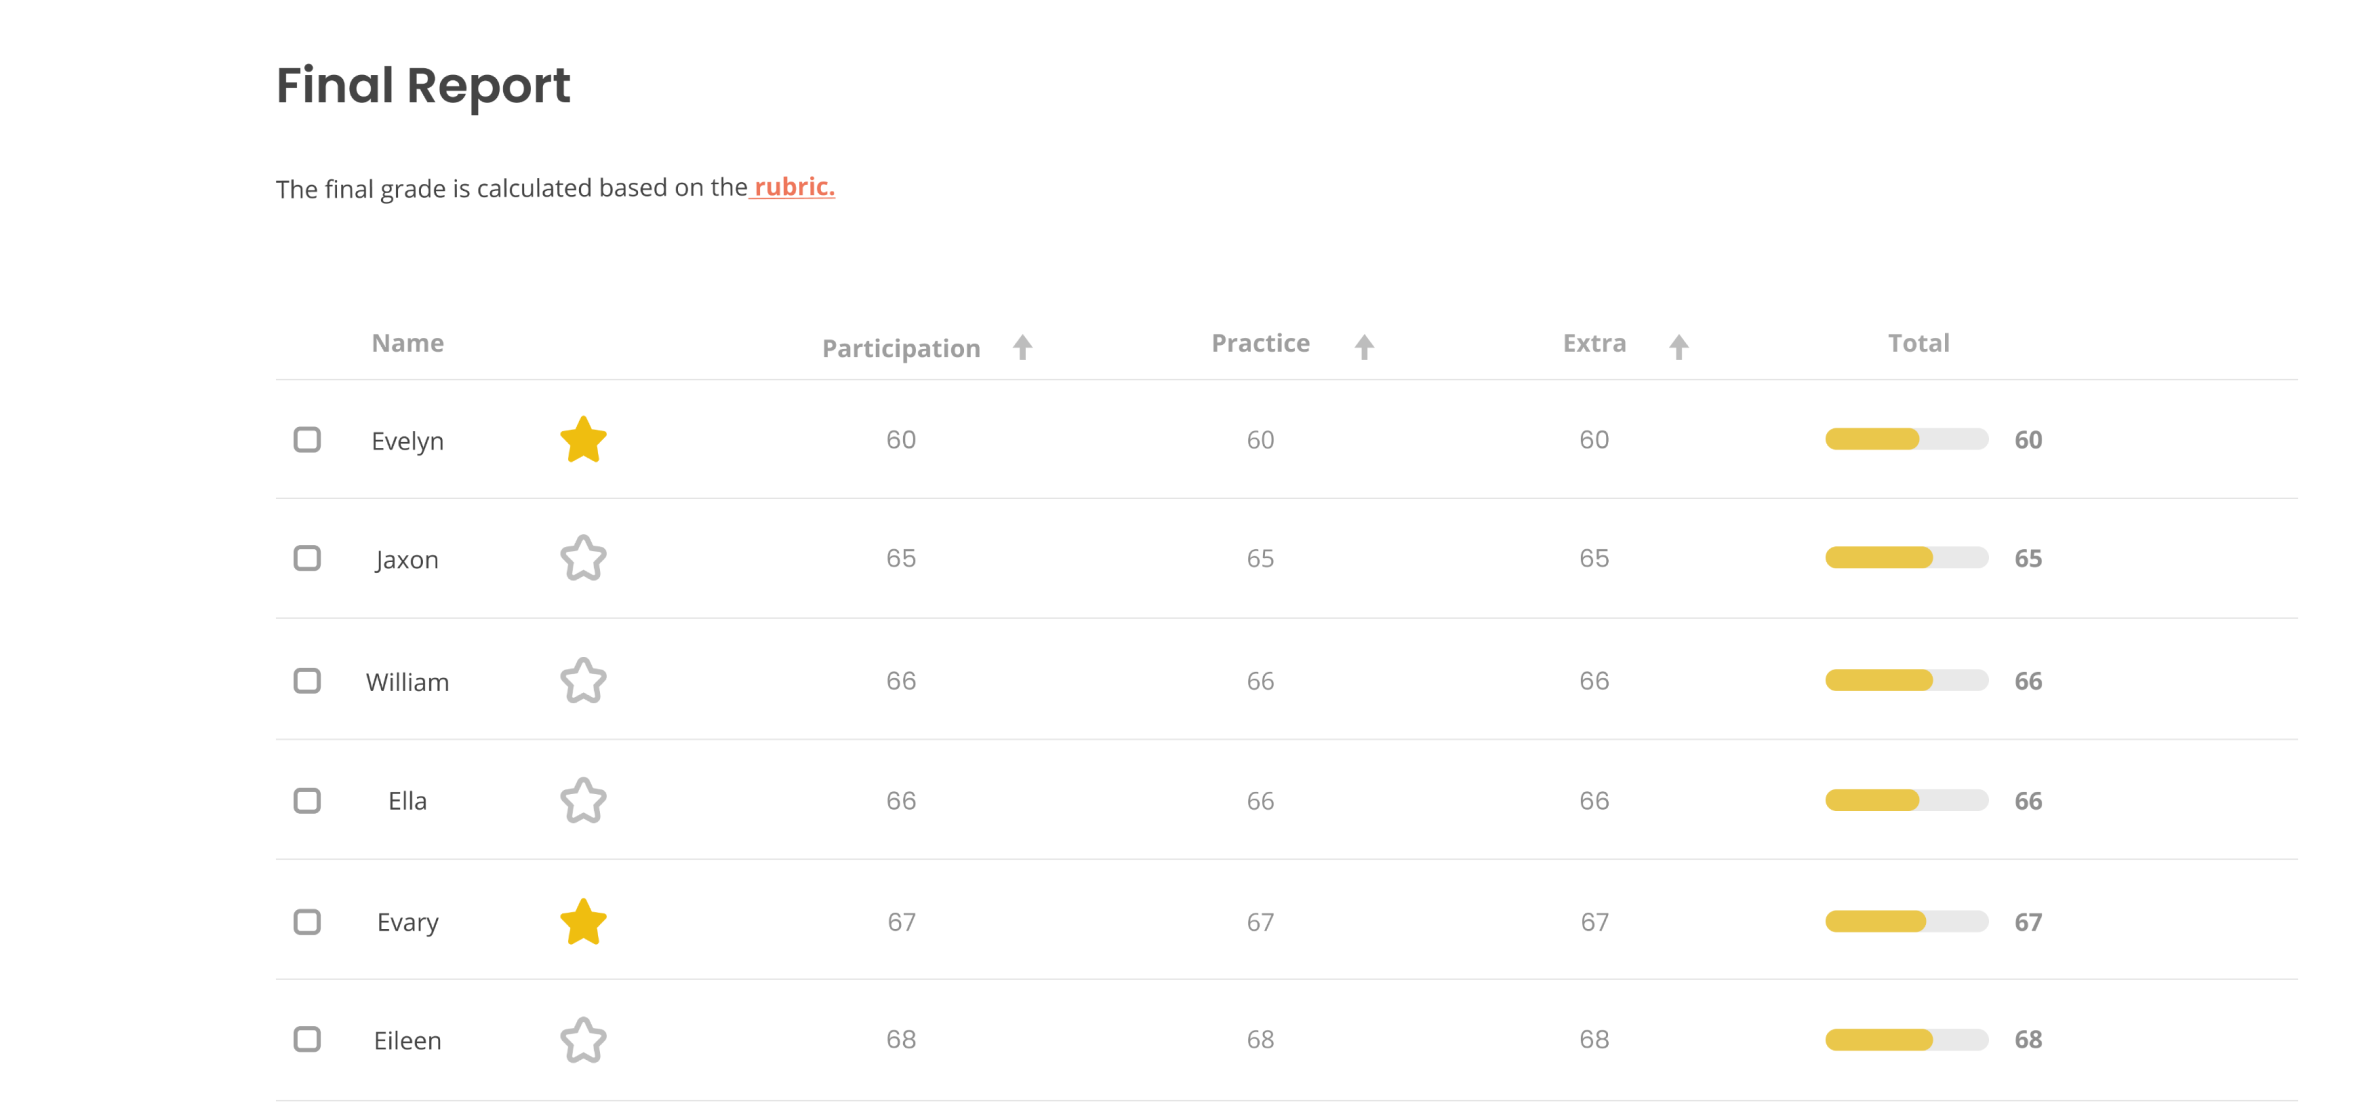 Final Report
The final grade is calculated based on the rubric.
Name Participation Practice Extra Total
Evelyn 60 60 60 60
Jaxon 65 65 65 65
William 66 66 66 66
Ella 66 66 66 66
Evary 67 67 67 67
Eileen 68 68 68 68